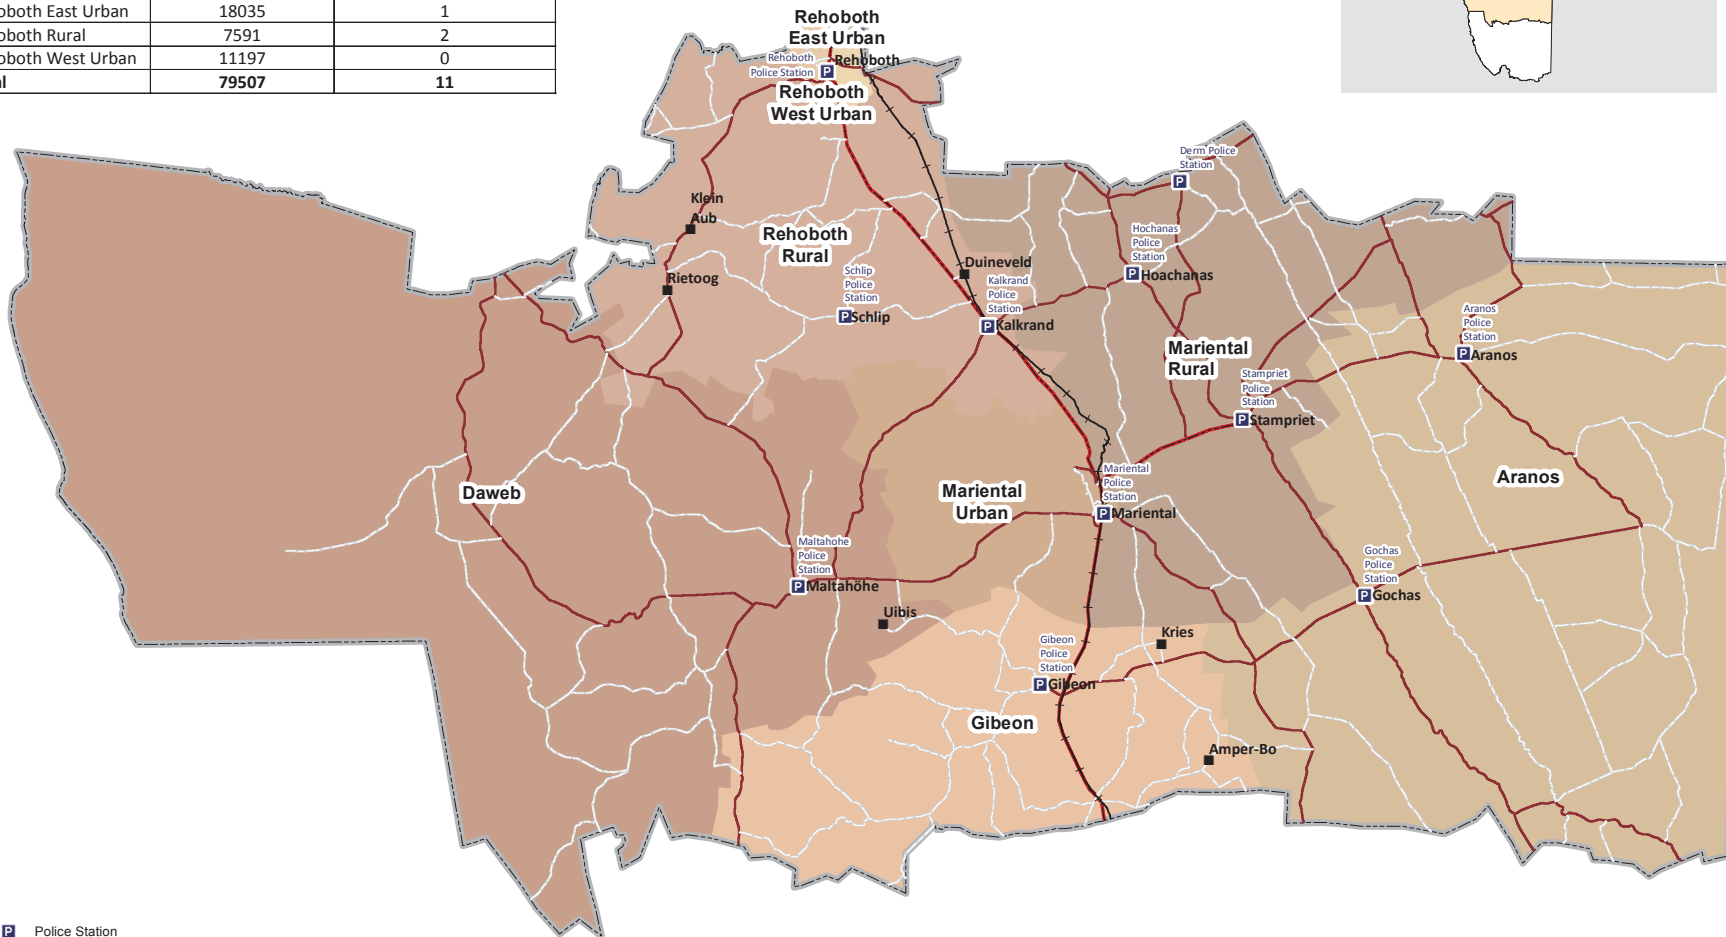 oboth East Urban 18035 1
oboth Rural 7591 2
oboth West Urban 11197 0
al 79507 11
Rehoboth
East Urban
Rehoboth
Police Station
Rehoboth
Rehoboth
West Urban
Derm Police
Station
Klein
Aub
Rehoboth
Rural
Hochanas
Police
Station
Hoachanas
Duineveld
Rietoog
Schlip
Police
Station
Schlip
Kalkrand
Police
Station
Kalkrand
Aranos
Police
Station
Aranos
Mariental
Rural
Stampriet
Police
Station
Stampriet
Daweb
Mariental
Urban
Mariental
Police
Station
Mariental
Aranos
Maltahohe
Police
Station
Maltahöhe
Gochas
Police
Station
Gochas
Uibis
Kries
Gibeon
Police
Station
Gibeon
Gibeon
Amper-Bo
P Police Station